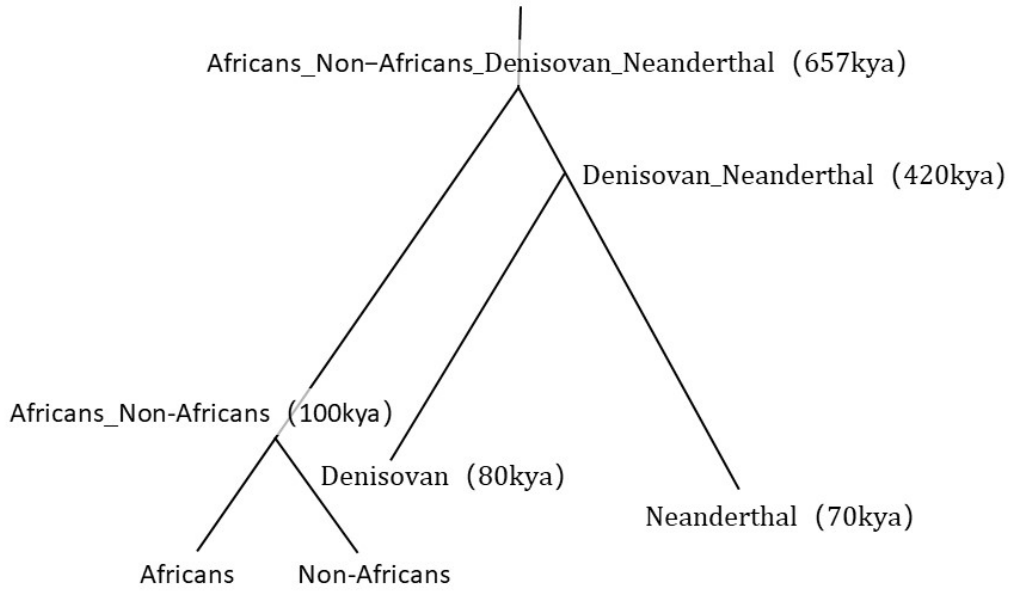 Africans_Non–Africans_Denisovan_Neanderthal (657kya)
Denisovan_Neanderthal (420kya)
Africans_Non-Africans (100kya)
Denisovan (80kya)
Neanderthal (70kya)
Africans
Non-Africans